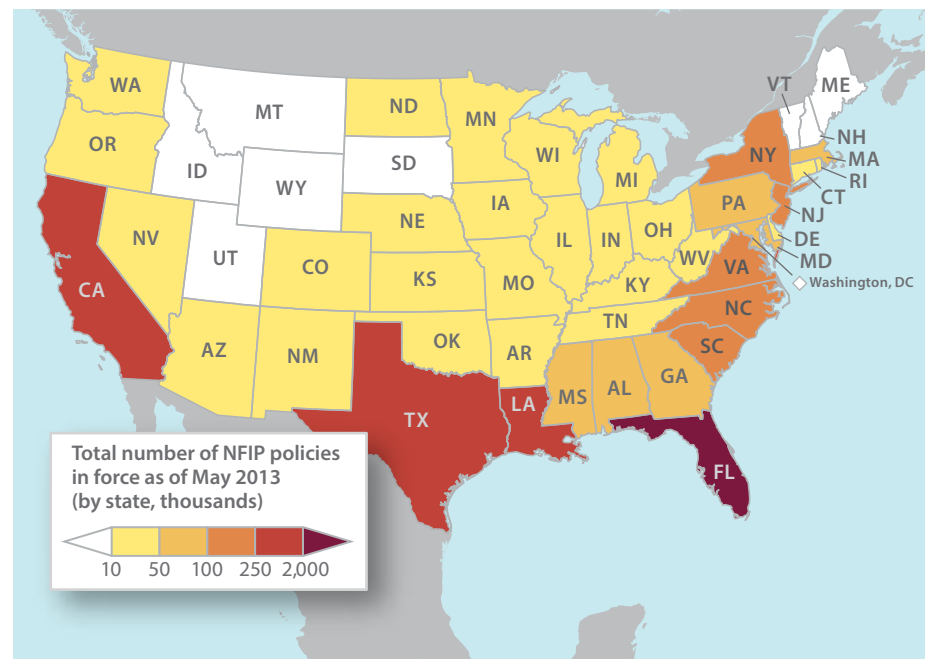 WA
MT
ND
MN
VT
ME
OR
ID
SD
WI
NY
NH
MA
WY
MI
RI
CT
IA
PA
NE
NJ
NV
UT
CO
IL
IN
OH
DE
MD
WV
VA
Washington, DC
CA
KS
MO
KY
NC
AZ
NM
OK
AR
TN
SC
TX
LA
MS
AL
GA
FL
Total number of NFIP policies
in force as of May 2013
(by state, thousands)
10 50 100 250 2,000